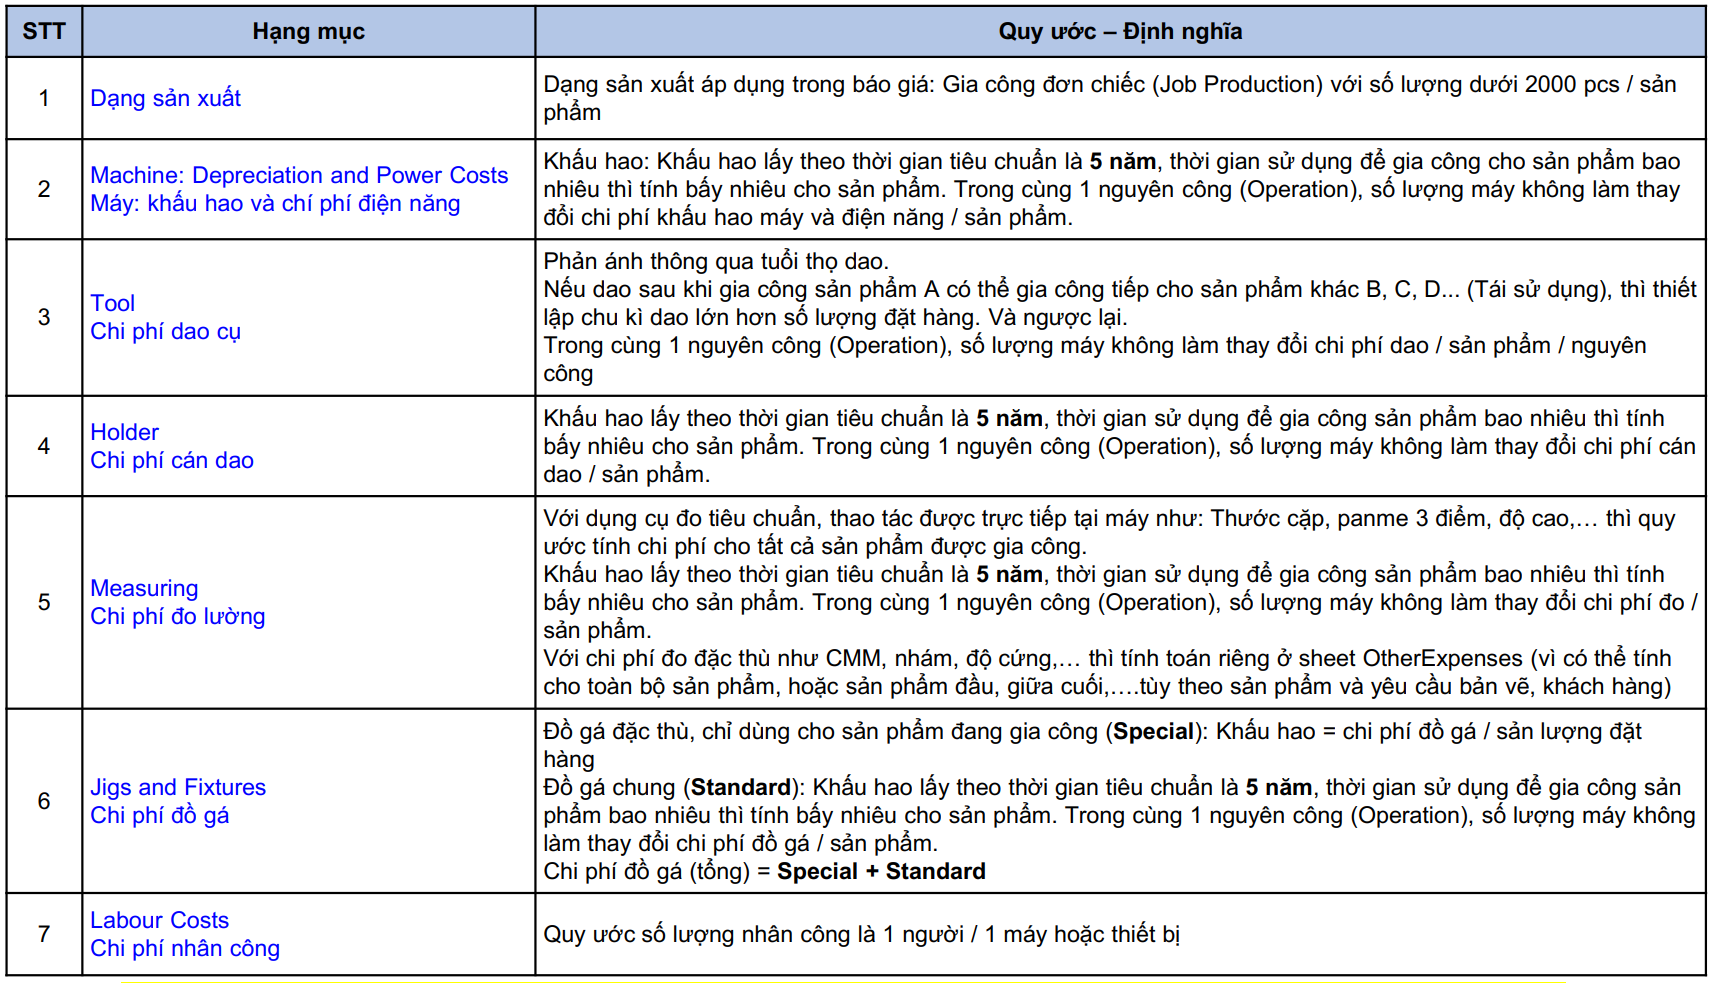 STT
Hạng mục
Quy ước – Định nghĩa
1
Dạng sản xuất
Dạng sản xuất áp dụng trong báo giá: Gia công đơn chiếc (Job Production) với số lượng dưới 2000 pcs / sản
phẩm
2
Machine: Depreciation and Power Costs
Máy: khấu hao và chí phí điện năng
Khấu hao: Khấu hao lấy theo thời gian tiêu chuẩn là 5 năm, thời gian sử dụng để gia công cho sản phẩm bao
nhiêu thì tính bấy nhiêu cho sản phẩm. Trong cùng 1 nguyên công (Operation), số lượng máy không làm thay
đổi chi phí khấu hao máy và điện năng / sản phẩm.
3
Tool
Chi phí dao cụ
Phản ánh thông qua tuổi thọ dao.
Nếu dao sau khi gia công sản phẩm A có thể gia công tiếp cho sản phẩm khác B, C, D... (Tái sử dụng), thì thiết
lập chu kì dao lớn hơn số lượng đặt hàng. Và ngược lại.
Trong cùng 1 nguyên công (Operation), số lượng máy không làm thay đổi chi phí dao / sản phẩm / nguyên
công
4
Holder
Chi phí cán dao
Khấu hao lấy theo thời gian tiêu chuẩn là 5 năm, thời gian sử dụng để gia công sản phẩm bao nhiêu thì tính
bấy nhiêu cho sản phẩm. Trong cùng 1 nguyên công (Operation), số lượng máy không làm thay đổi chi phí cán
dao / sản phẩm.
5
Measuring
Chi phí đo lường
Với dụng cụ đo tiêu chuẩn, thao tác được trực tiếp tại máy như: Thước cặp, panme 3 điểm, độ cao,… thì quy
ước tính chi phí cho tất cả sản phẩm được gia công.
Khấu hao lấy theo thời gian tiêu chuẩn là 5 năm, thời gian sử dụng để gia công sản phẩm bao nhiêu thì tính
bấy nhiêu cho sản phẩm. Trong cùng 1 nguyên công (Operation), số lượng máy không làm thay đổi chi phí đo /
sản phẩm.
Với chi phí đo đặc thù như CMM, nhám, độ cứng,… thì tính toán riêng ở sheet OtherExpenses (vì có thể tính
cho toàn bộ sản phẩm, hoặc sản phẩm đầu, giữa cuối,….tùy theo sản phẩm và yêu cầu bản vẽ, khách hàng)
6
Jigs and Fixtures
Chi phí đồ gá
Đồ gá đặc thù, chỉ dùng cho sản phẩm đang gia công (Special): Khấu hao = chi phí đồ gá / sản lượng đặt
hàng
Đồ gá chung (Standard): Khấu hao lấy theo thời gian tiêu chuẩn là 5 năm, thời gian sử dụng để gia công sản
phẩm bao nhiêu thì tính bấy nhiêu cho sản phẩm. Trong cùng 1 nguyên công (Operation), số lượng máy không
làm thay đổi chi phí đồ gá / sản phẩm.
Chi phí đồ gá (tổng) = Special + Standard
7
Labour Costs
Chi phí nhân công
Quy ước số lượng nhân công là 1 người / 1 máy hoặc thiết bị